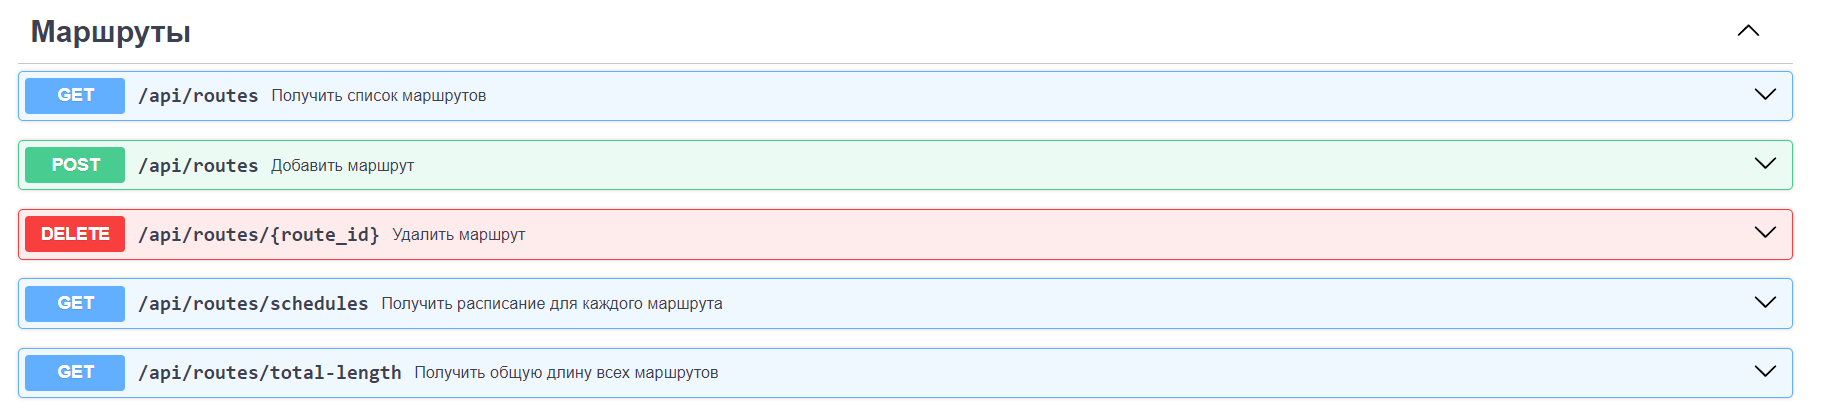 Маршруты
GET /api/routes Получить список маршрутов
POST /api/routes Добавить маршрут
DELETE /api/routes/{route_id} Удалить маршрут
GET /api/routes/schedules Получить расписание для каждого маршрута
GET /api/routes/total-length Получить общую длину всех маршрутов